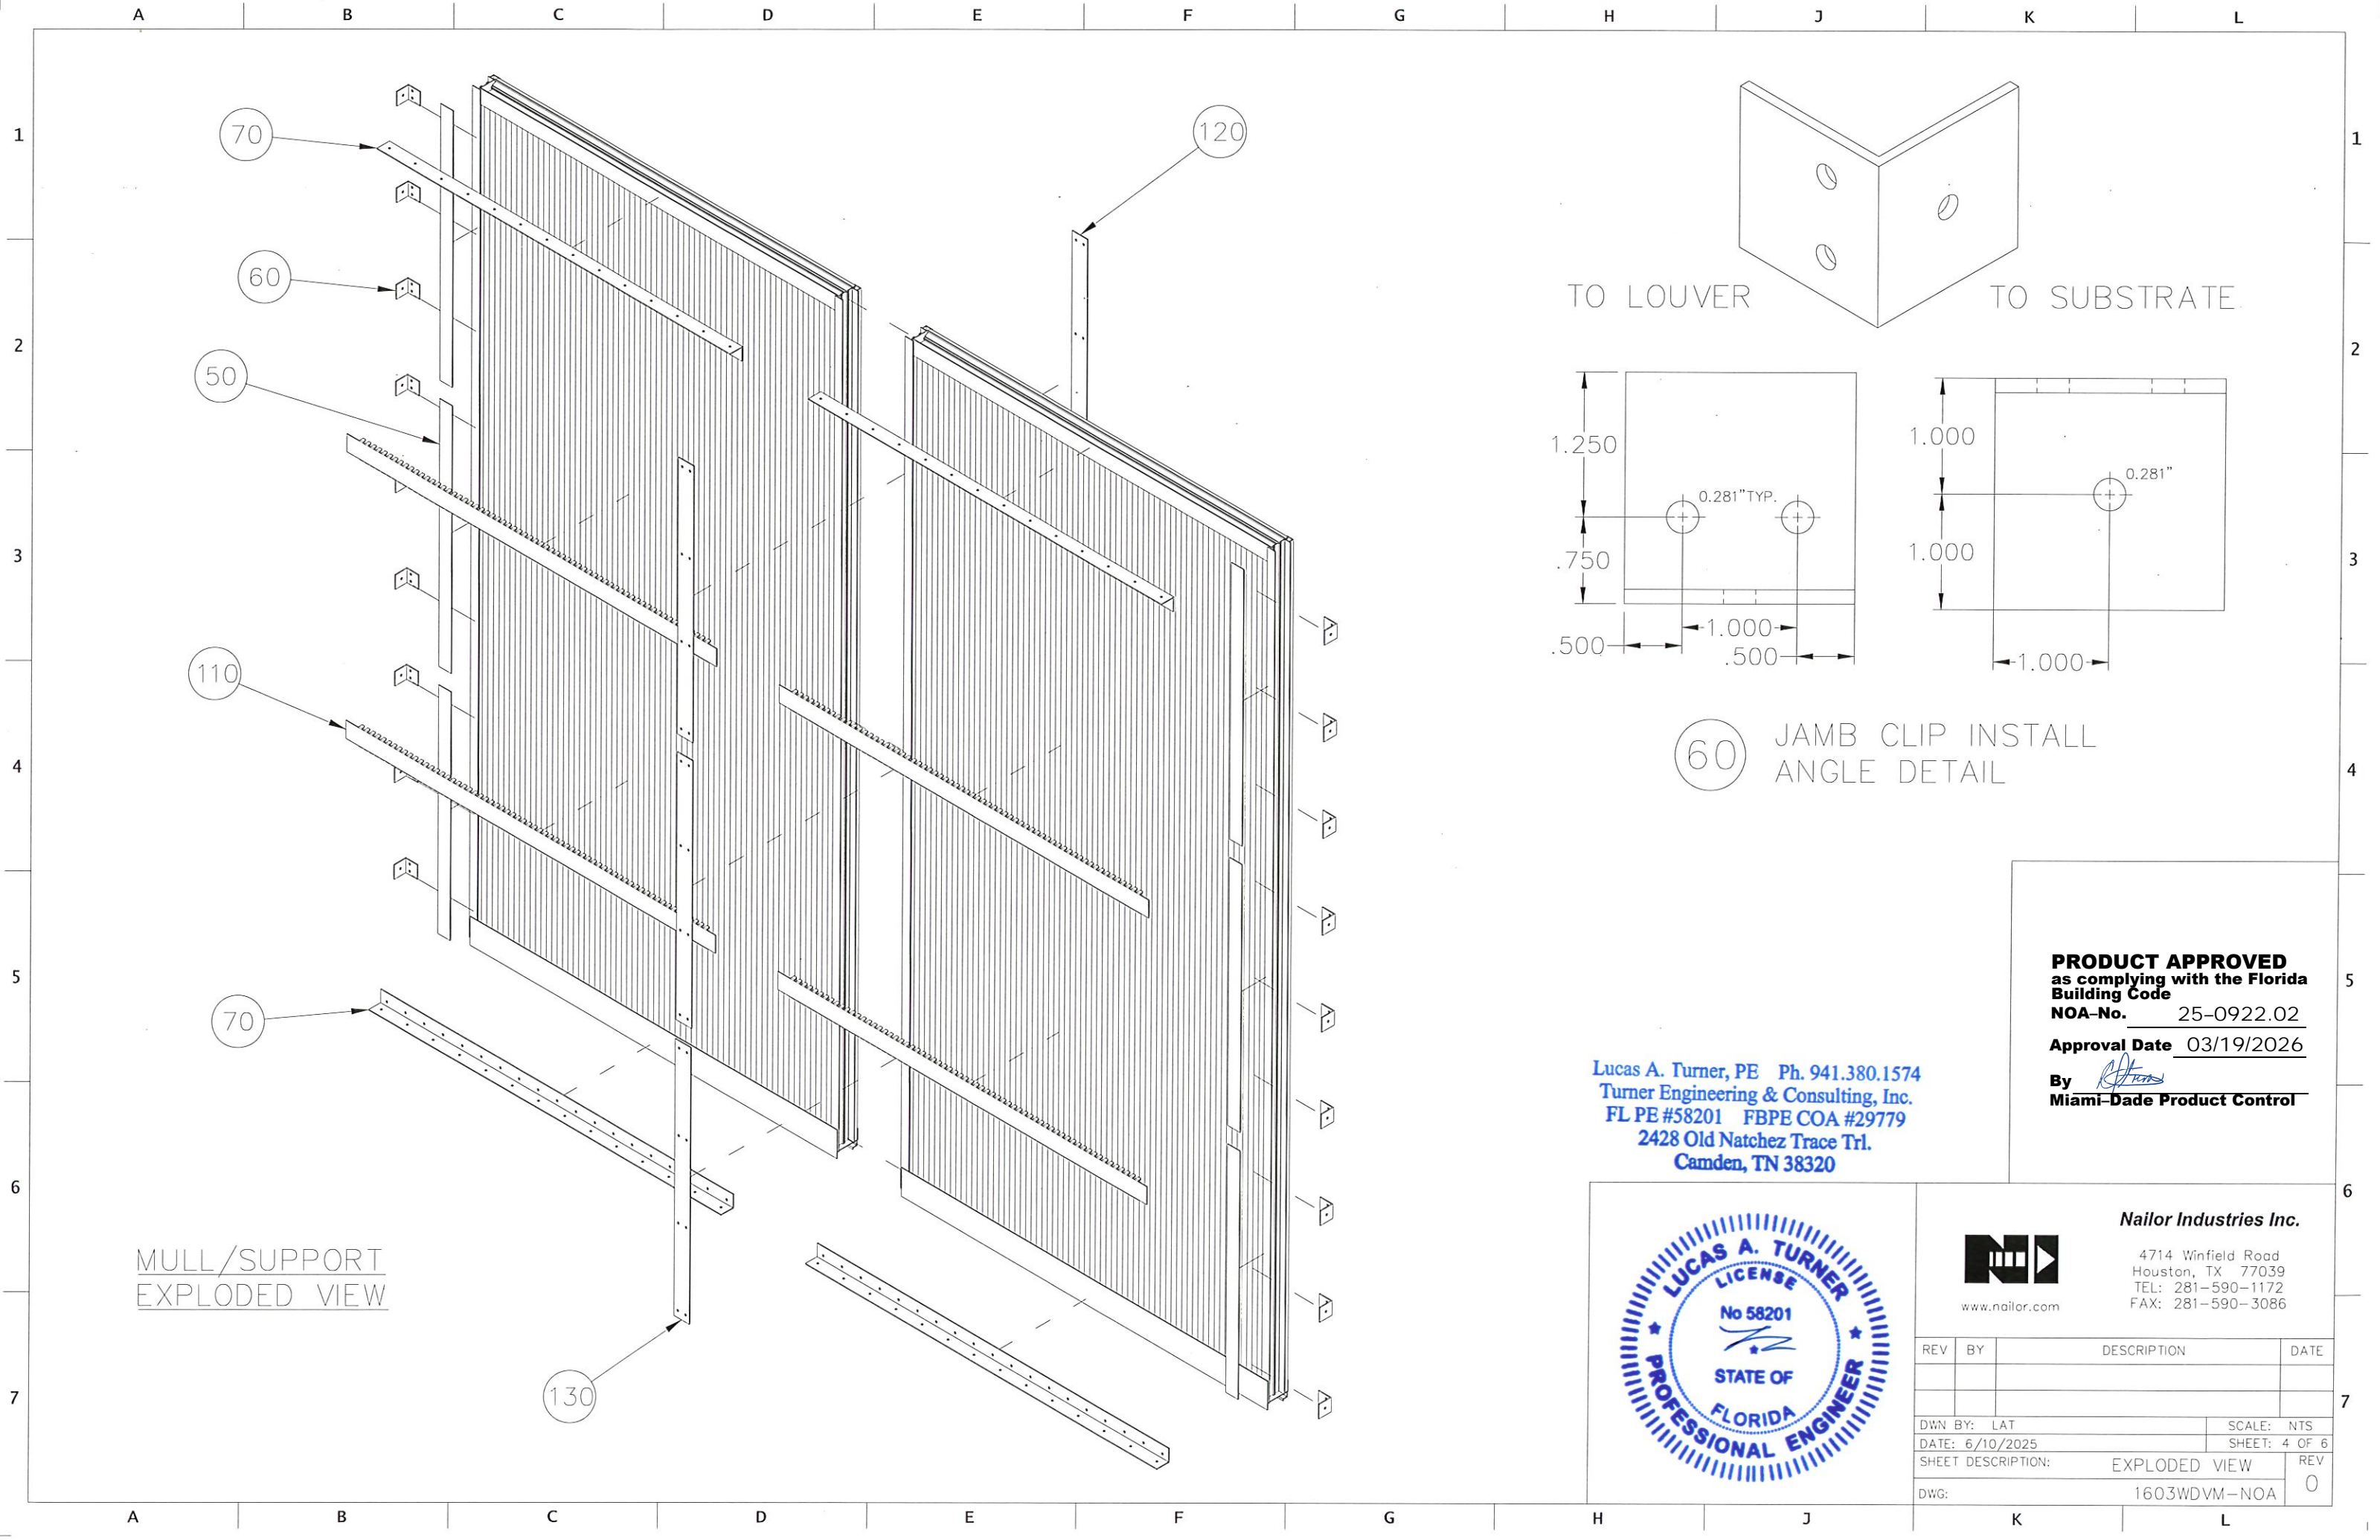 A B C D E F G H J K L
1 1
2 2
3 3
4 4
5 5
6 6
7 7
70
60
50
110
70
130
120
MULL/SUPPORT
EXPLODED VIEW
TO LOUVER
TO SUBSTRATE
1.250
.750
0.281"TYP.
1.000
.500
.500
1.000
1.000
0.281"
1.000
60
JAMB CLIP INSTALL
ANGLE DETAIL
PRODUCT APPROVED
as complying with the Florida
Building Code
NOA–No. 25–0922.02
Approval Date 03/19/2026
By
Miami–Dade Product Control
Lucas A. Turner, PE Ph. 941.380.1574
Turner Engineering & Consulting, Inc.
FL PE #58201 FBPE COA #29779
2428 Old Natchez Trace Trl.
Camden, TN 38320
LUCAS A. TURNER
LICENSE
No 58201
STATE OF
FLORIDA
PROFESSIONAL ENGINEER
Nailor Industries Inc.
4714 Winfield Road
Houston, TX 77039
TEL: 281-590-1172
FAX: 281-590-3086
www.nailor.com
REV BY DESCRIPTION DATE
DWN BY: LAT SCALE: NTS
DATE: 6/10/2025 SHEET: 4 OF 6
SHEET DESCRIPTION: EXPLODED VIEW REV
DWG: 1603WDVM-NOA 0
A B C D E F G H J K L